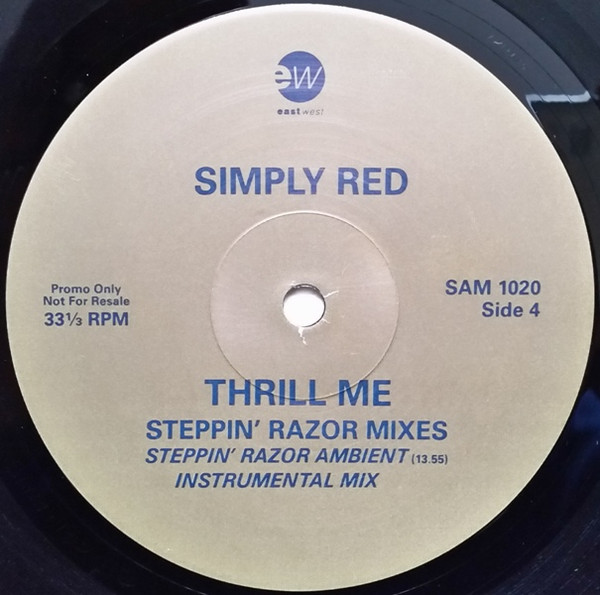 ew
eastwest
SIMPLY RED
Promo Only
Not For Resale
33⅓ RPM
SAM 1020
Side 4
THRILL ME
STEPPIN' RAZOR MIXES
STEPPIN' RAZOR AMBIENT (13.55)
INSTRUMENTAL MIX